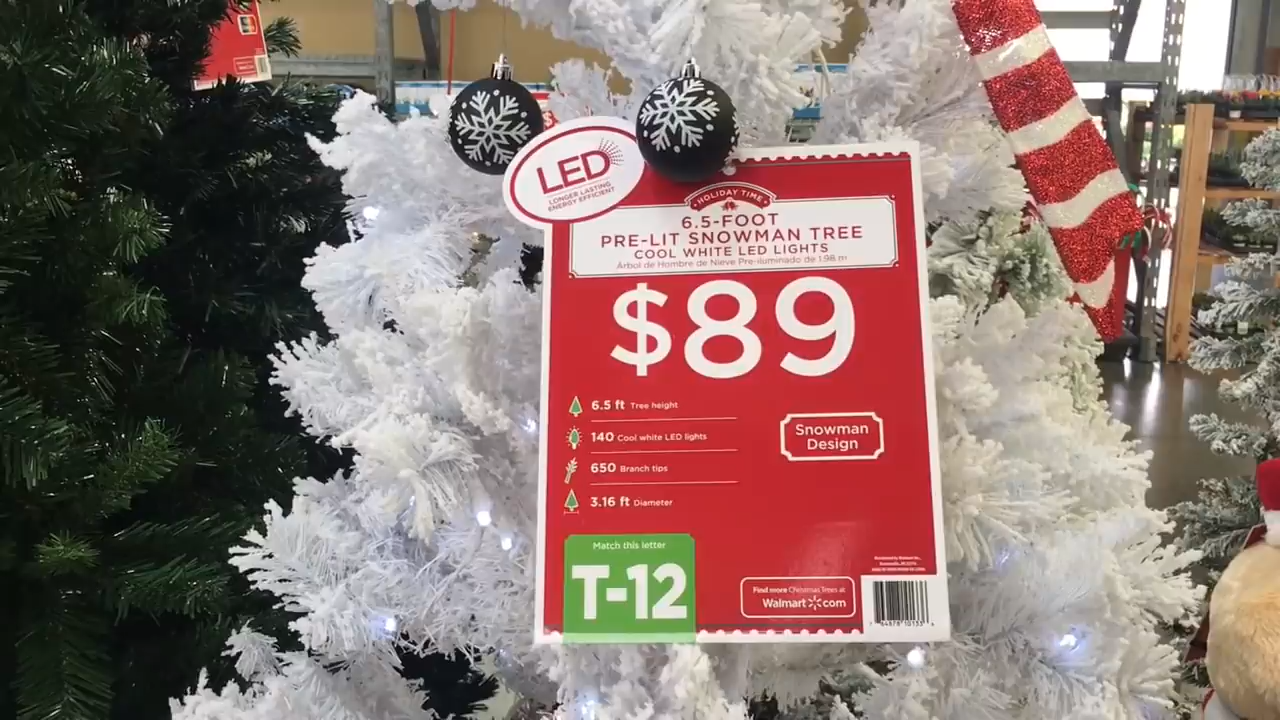 LED
LONGER LASTING
ENERGY EFFICIENT
HOLIDAY TIME
6.5-FOOT
PRE-LIT SNOWMAN TREE
COOL WHITE LED LIGHTS
Árbol de Hombre de Nieve Pre-iluminado de 1.98 m
$89
6.5 ft Tree height
140 Cool white LED lights
650 Branch tips
3.16 ft Diameter
Snowman
Design
Match this letter
T-12
Find more Christmas Trees at
Walmart.com